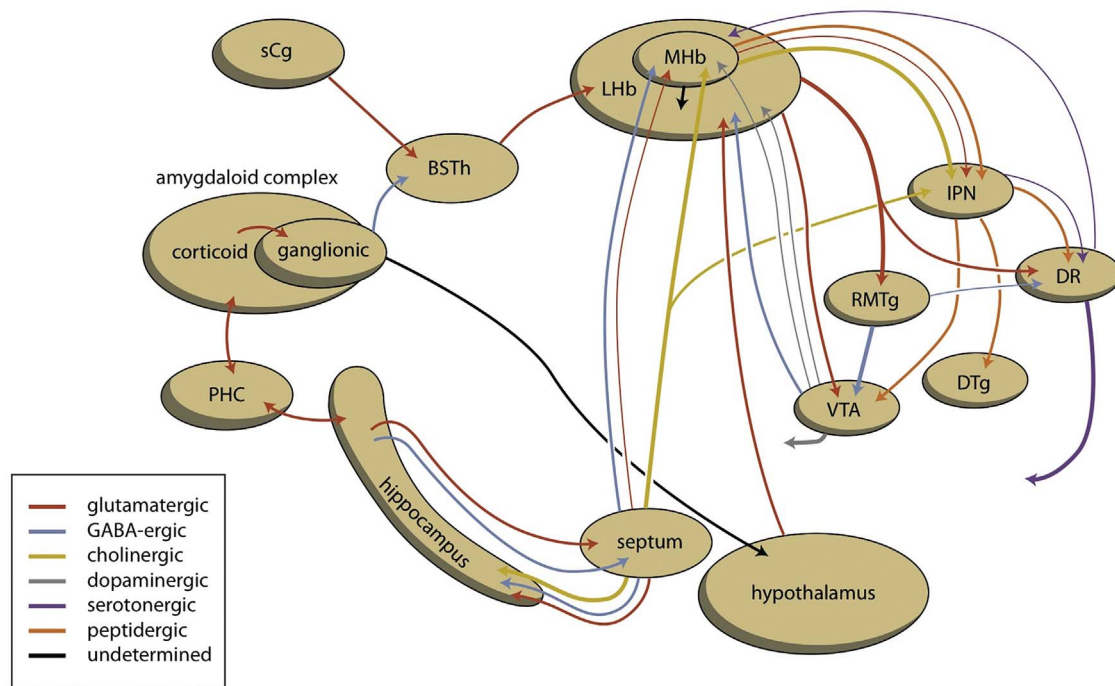 sCg
MHb
LHb
BSTh
amygdaloid complex
IPN
corticoid
ganglionic
DR
RMTg
PHC
DTg
VTA
hippocampus
glutamatergic
GABA-ergic
cholinergic
dopaminergic
serotonergic
peptidergic
undetermined
septum
hypothalamus